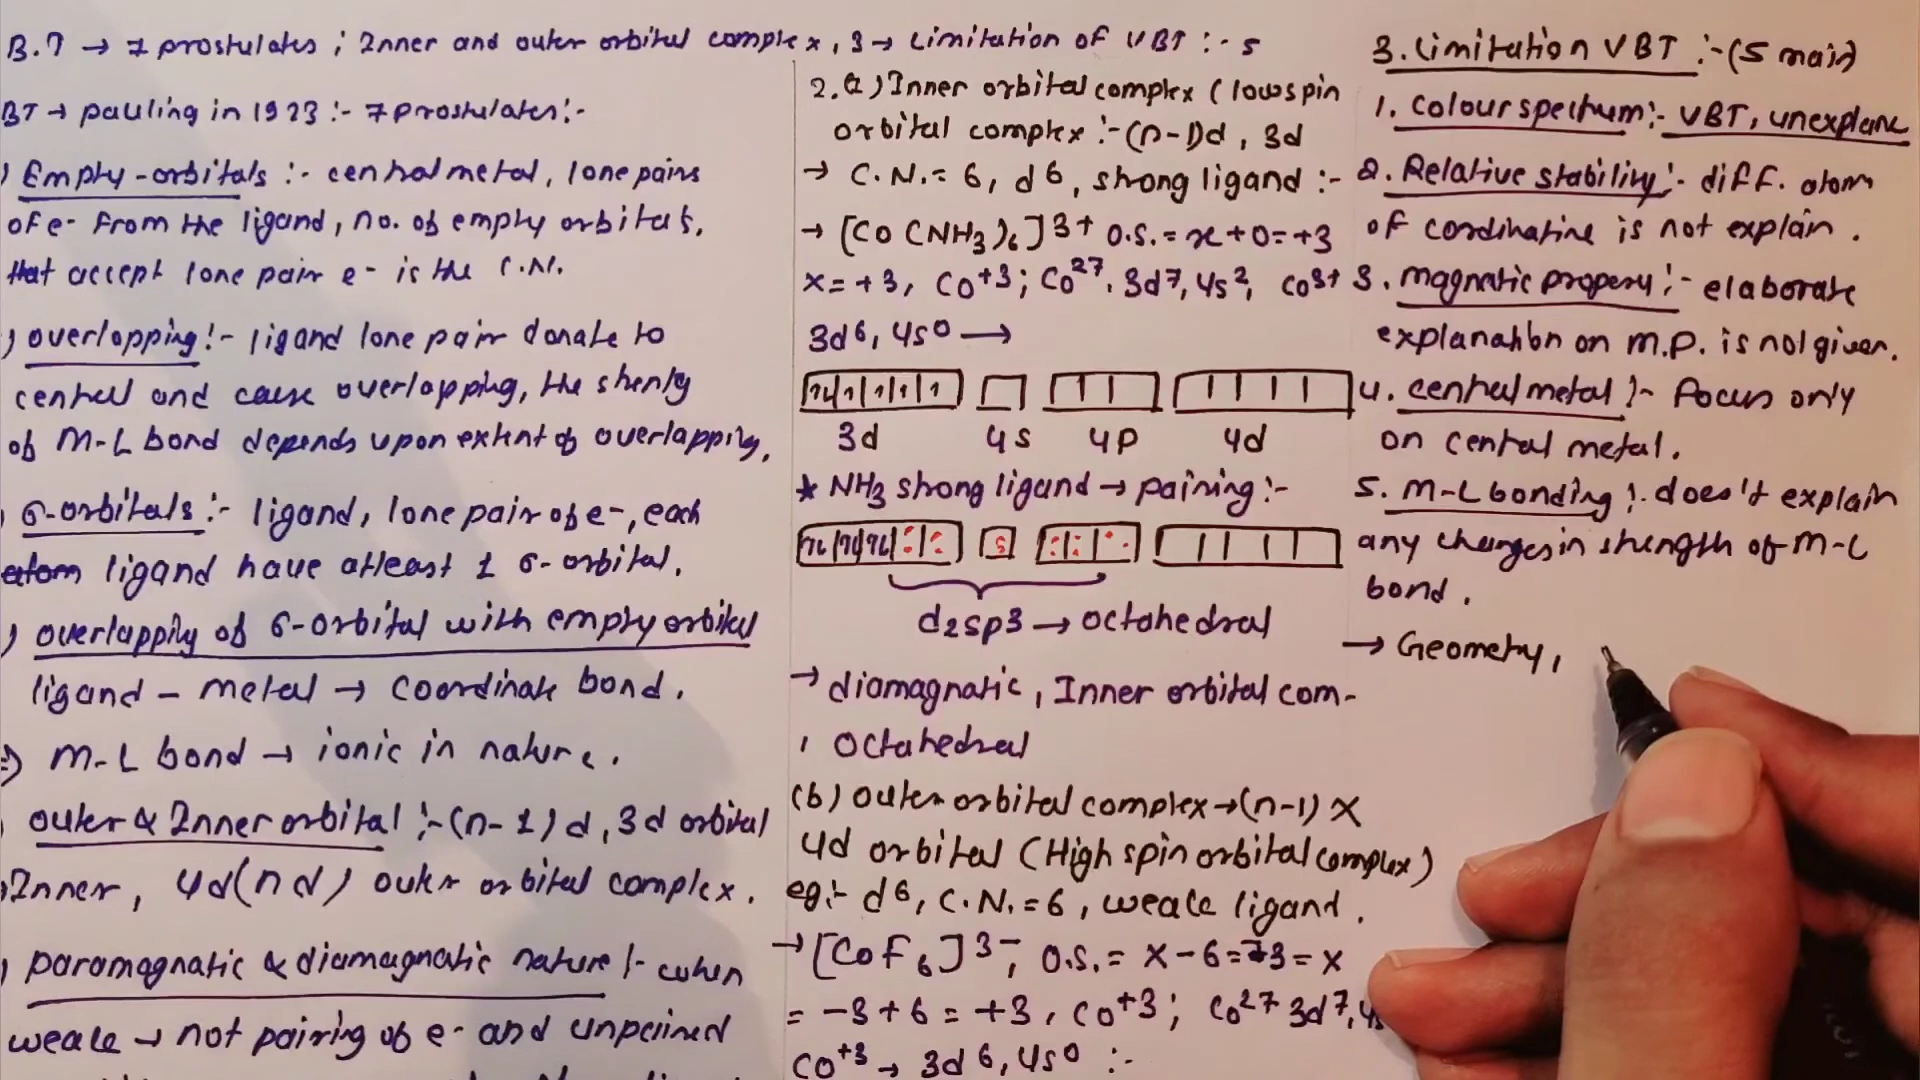 B.T → 7 prostulates ; Inner and outer orbital complex, 3 → Limitation of VBT :- 5
BT → pauling in 1923 :- 7 prostulates :-
) Empty-orbitals :- central metal, lone pairs
of e- from the ligand, no. of empty orbitals,
that accept lone pair e- is the C.N.
) overlopping :- ligand lone pair donate to
central and cause overlapping, the
of M-L bond depends upon extent of overlapping,
) σ-orbitals :- ligand, lone pair of e-, each
ligand have atleast 1 σ-orbital.
) overlapping of σ-orbital with empty orbital
ligand - metal → coordinate bond.
M-L bond → ionic in nature.
outer & Inner orbital :- (n-1)d, 3d orbital
Inner, 4d(nd) outer orbital complex.
) paramagnatic & diamagnatic nature :- when
weak → not pairing of e- and unpaired
2.(a) Inner orbital complex (low spin
orbital complex :- (n-1)d, 3d
→ C.N.= 6, d6, strong ligand :-
→ [Co(NH3)6]3+ O.S.= x+0=+3
x=+3, Co+3; Co27, 3d7, 4s2, Co3+
3d6, 4s0 →
3d 4s 4p 4d
* NH3 strong ligand → pairing :-
d2sp3 → octahedral
→ diamagnatic, Inner orbital com-
, octahedral
(b) outer orbital complex → (n-1) X
4d orbital (High spin orbital complex)
eg:- d6, C.N.=6, weak ligand.
→ [CoF6]3-, O.S.= x-6=-3=x
= -3+6=+3, Co+3; Co27 3d7, 4s
Co+3 → 3d6, 4s0 :-
3. Limitation VBT :- (5 main)
1. colour spectrum :- VBT, unexplane
2. Relative stability :- diff. atom
of cordinatine is not explain.
3. magnatic propery :- elaborate
explanation on m.p. is not given.
4. central metal :- focus only
on cental metal.
5. M-L bonding :- does't explain
any changes in strength of M-L
bond.
→ Geometry,